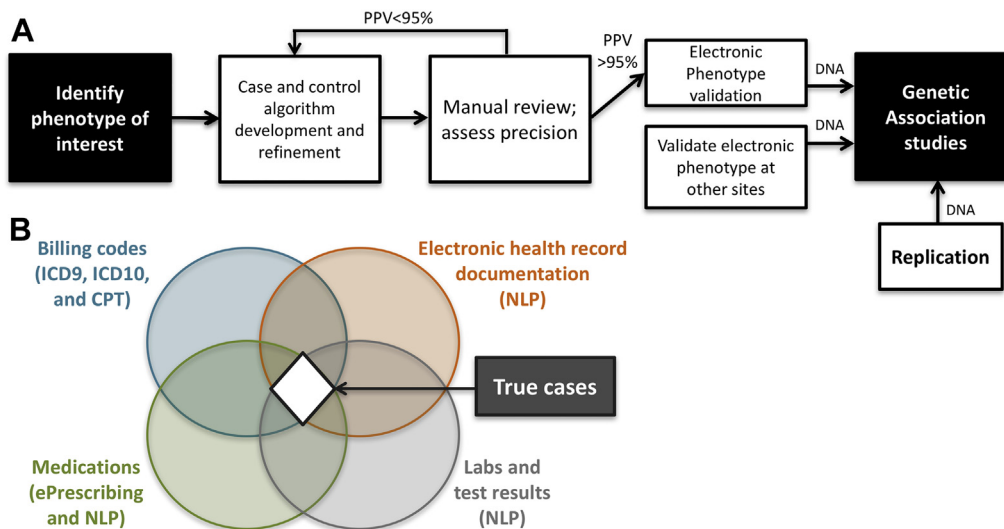 A
PPV<95%
Identify
phenotype of
interest
Case and control
algorithm
development and
refinement
Manual review;
assess precision
PPV
>95%
Electronic
Phenotype
validation
DNA
Validate electronic
phenotype at
other sites
DNA
Genetic
Association
studies
DNA
Replication
B
Billing codes
(ICD9, ICD10,
and CPT)
Electronic health record
documentation
(NLP)
True cases
Medications
(ePrescribing
and NLP)
Labs and
test results
(NLP)